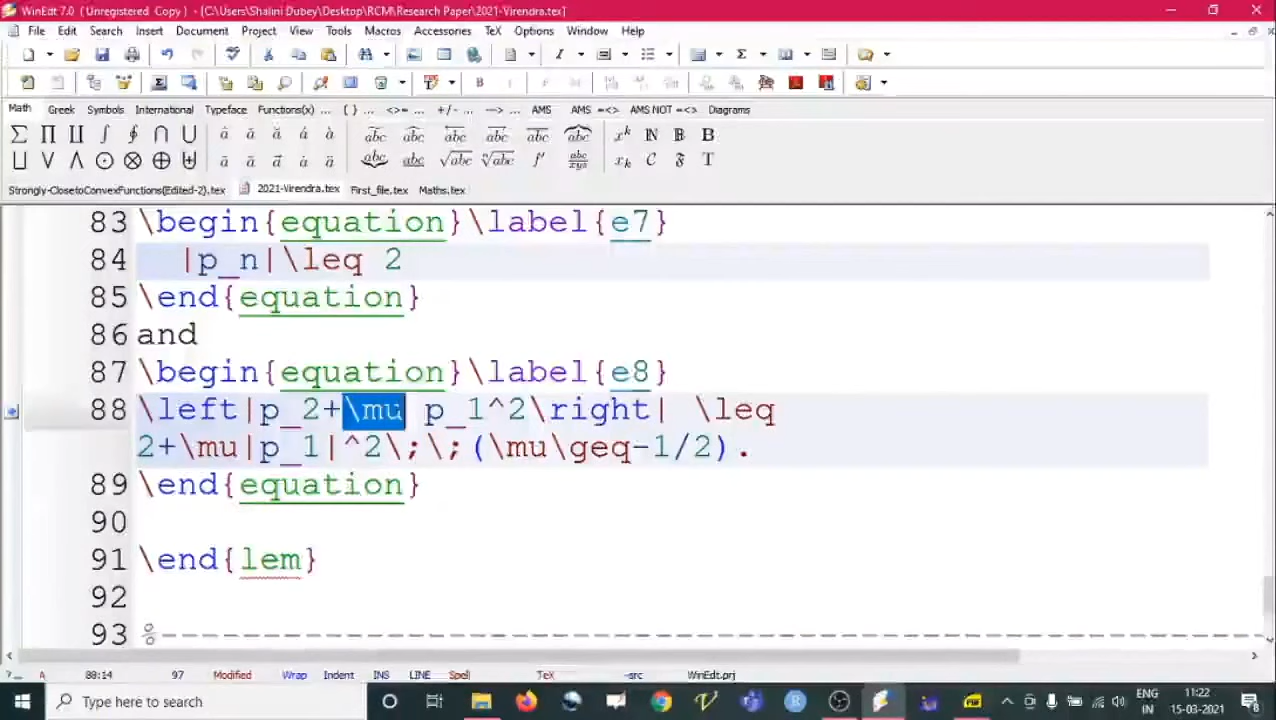 WinEdt 7.0 (Unregistered Copy) - [C:\Users\Shalini Dubey\Desktop\RCM\Research Paper\2021-Virendra.tex]
File Edit Search Insert Document Project View Tools Macros Accessories TeX Options Window Help
Math Greek Symbols International Typeface Functions(x) ... { } ... <>= ... +/- ... ---> ... AMS AMS =<> AMS NOT =<> Diagrams
Strongly-ClosetoConvexFunctions(Edited-2).tex 2021-Virendra.tex First_file.tex Maths.tex
83 \begin{equation}\label{e7}
84 |p_n|\leq 2
85 \end{equation}
86 and
87 \begin{equation}\label{e8}
88 \left|p_2+\mu p_1^2\right| \leq
2+\mu|p_1|^2\;\;(\mu\geq-1/2).
89 \end{equation}
90
91 \end{lem}
92
93 %--------------------------------
A 88:14 97 Modified Wrap Indent INS LINE Spell TeX --src WinEdt.prj
Type here to search
ENG 11:22
IN 15-03-2021